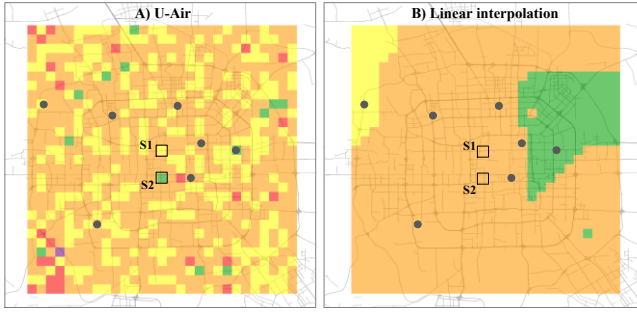 A) U-Air
B) Linear interpolation
S1
S2
S1
S2